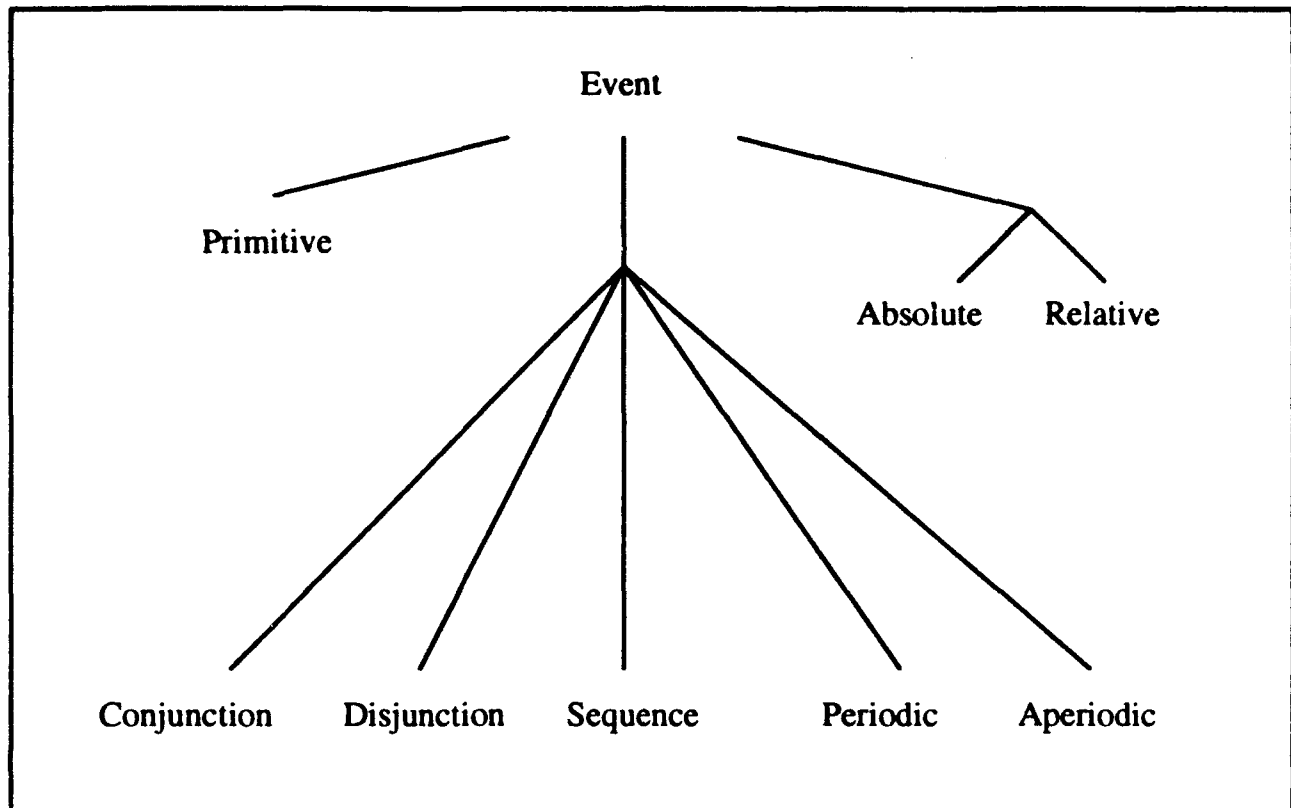 Event
Primitive
Absolute Relative
Conjunction Disjunction Sequence Periodic Aperiodic